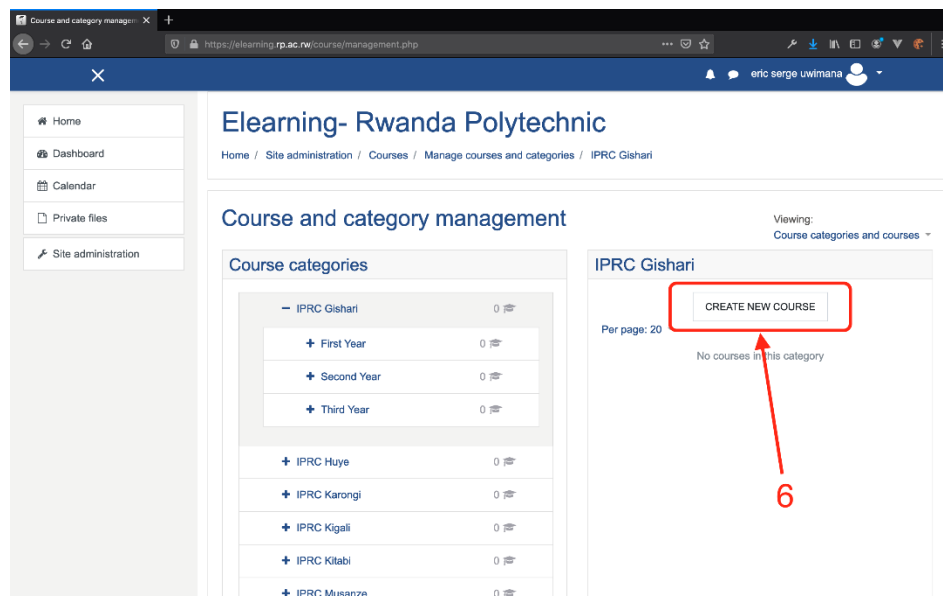 Course and category managem
https://elearning.rp.ac.rw/course/management.php
eric serge uwimana
Home
Dashboard
Calendar
Private files
Site administration
Elearning- Rwanda Polytechnic
Home / Site administration / Courses / Manage courses and categories / IPRC Gishari
Course and category management
Viewing:
Course categories and courses
Course categories
IPRC Gishari 0
First Year 0
Second Year 0
Third Year 0
IPRC Huye 0
IPRC Karongi 0
IPRC Kigali 0
IPRC Kitabi 0
IPRC Musanze 0
IPRC Gishari
CREATE NEW COURSE
Per page: 20
No courses in this category
6